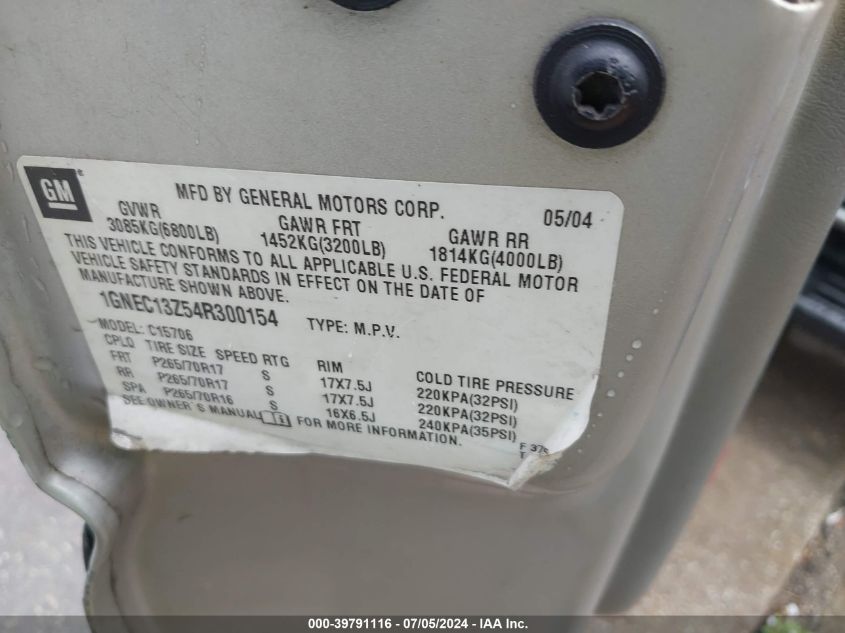 GM
MFD BY GENERAL MOTORS CORP. 05/04
GVWR GAWR FRT GAWR RR
3085KG(6800LB) 1452KG(3200LB) 1814KG(4000LB)
THIS VEHICLE CONFORMS TO ALL APPLICABLE U.S. FEDERAL MOTOR
VEHICLE SAFETY STANDARDS IN EFFECT ON THE DATE OF
MANUFACTURE SHOWN ABOVE.
1GNEC13Z54R300154 TYPE: M.P.V.
MODEL: C15706
CPLQ TIRE SIZE SPEED RTG RIM COLD TIRE PRESSURE
FRT P265/70R17 S 17X7.5J 220KPA(32PSI)
RR P265/70R17 S 17X7.5J 220KPA(32PSI)
SPA P265/70R16 S 16X6.5J 240KPA(35PSI)
SEE OWNER'S MANUAL FOR MORE INFORMATION.
F
T
000-39791116 / 07/05/2024 - IAA Inc.